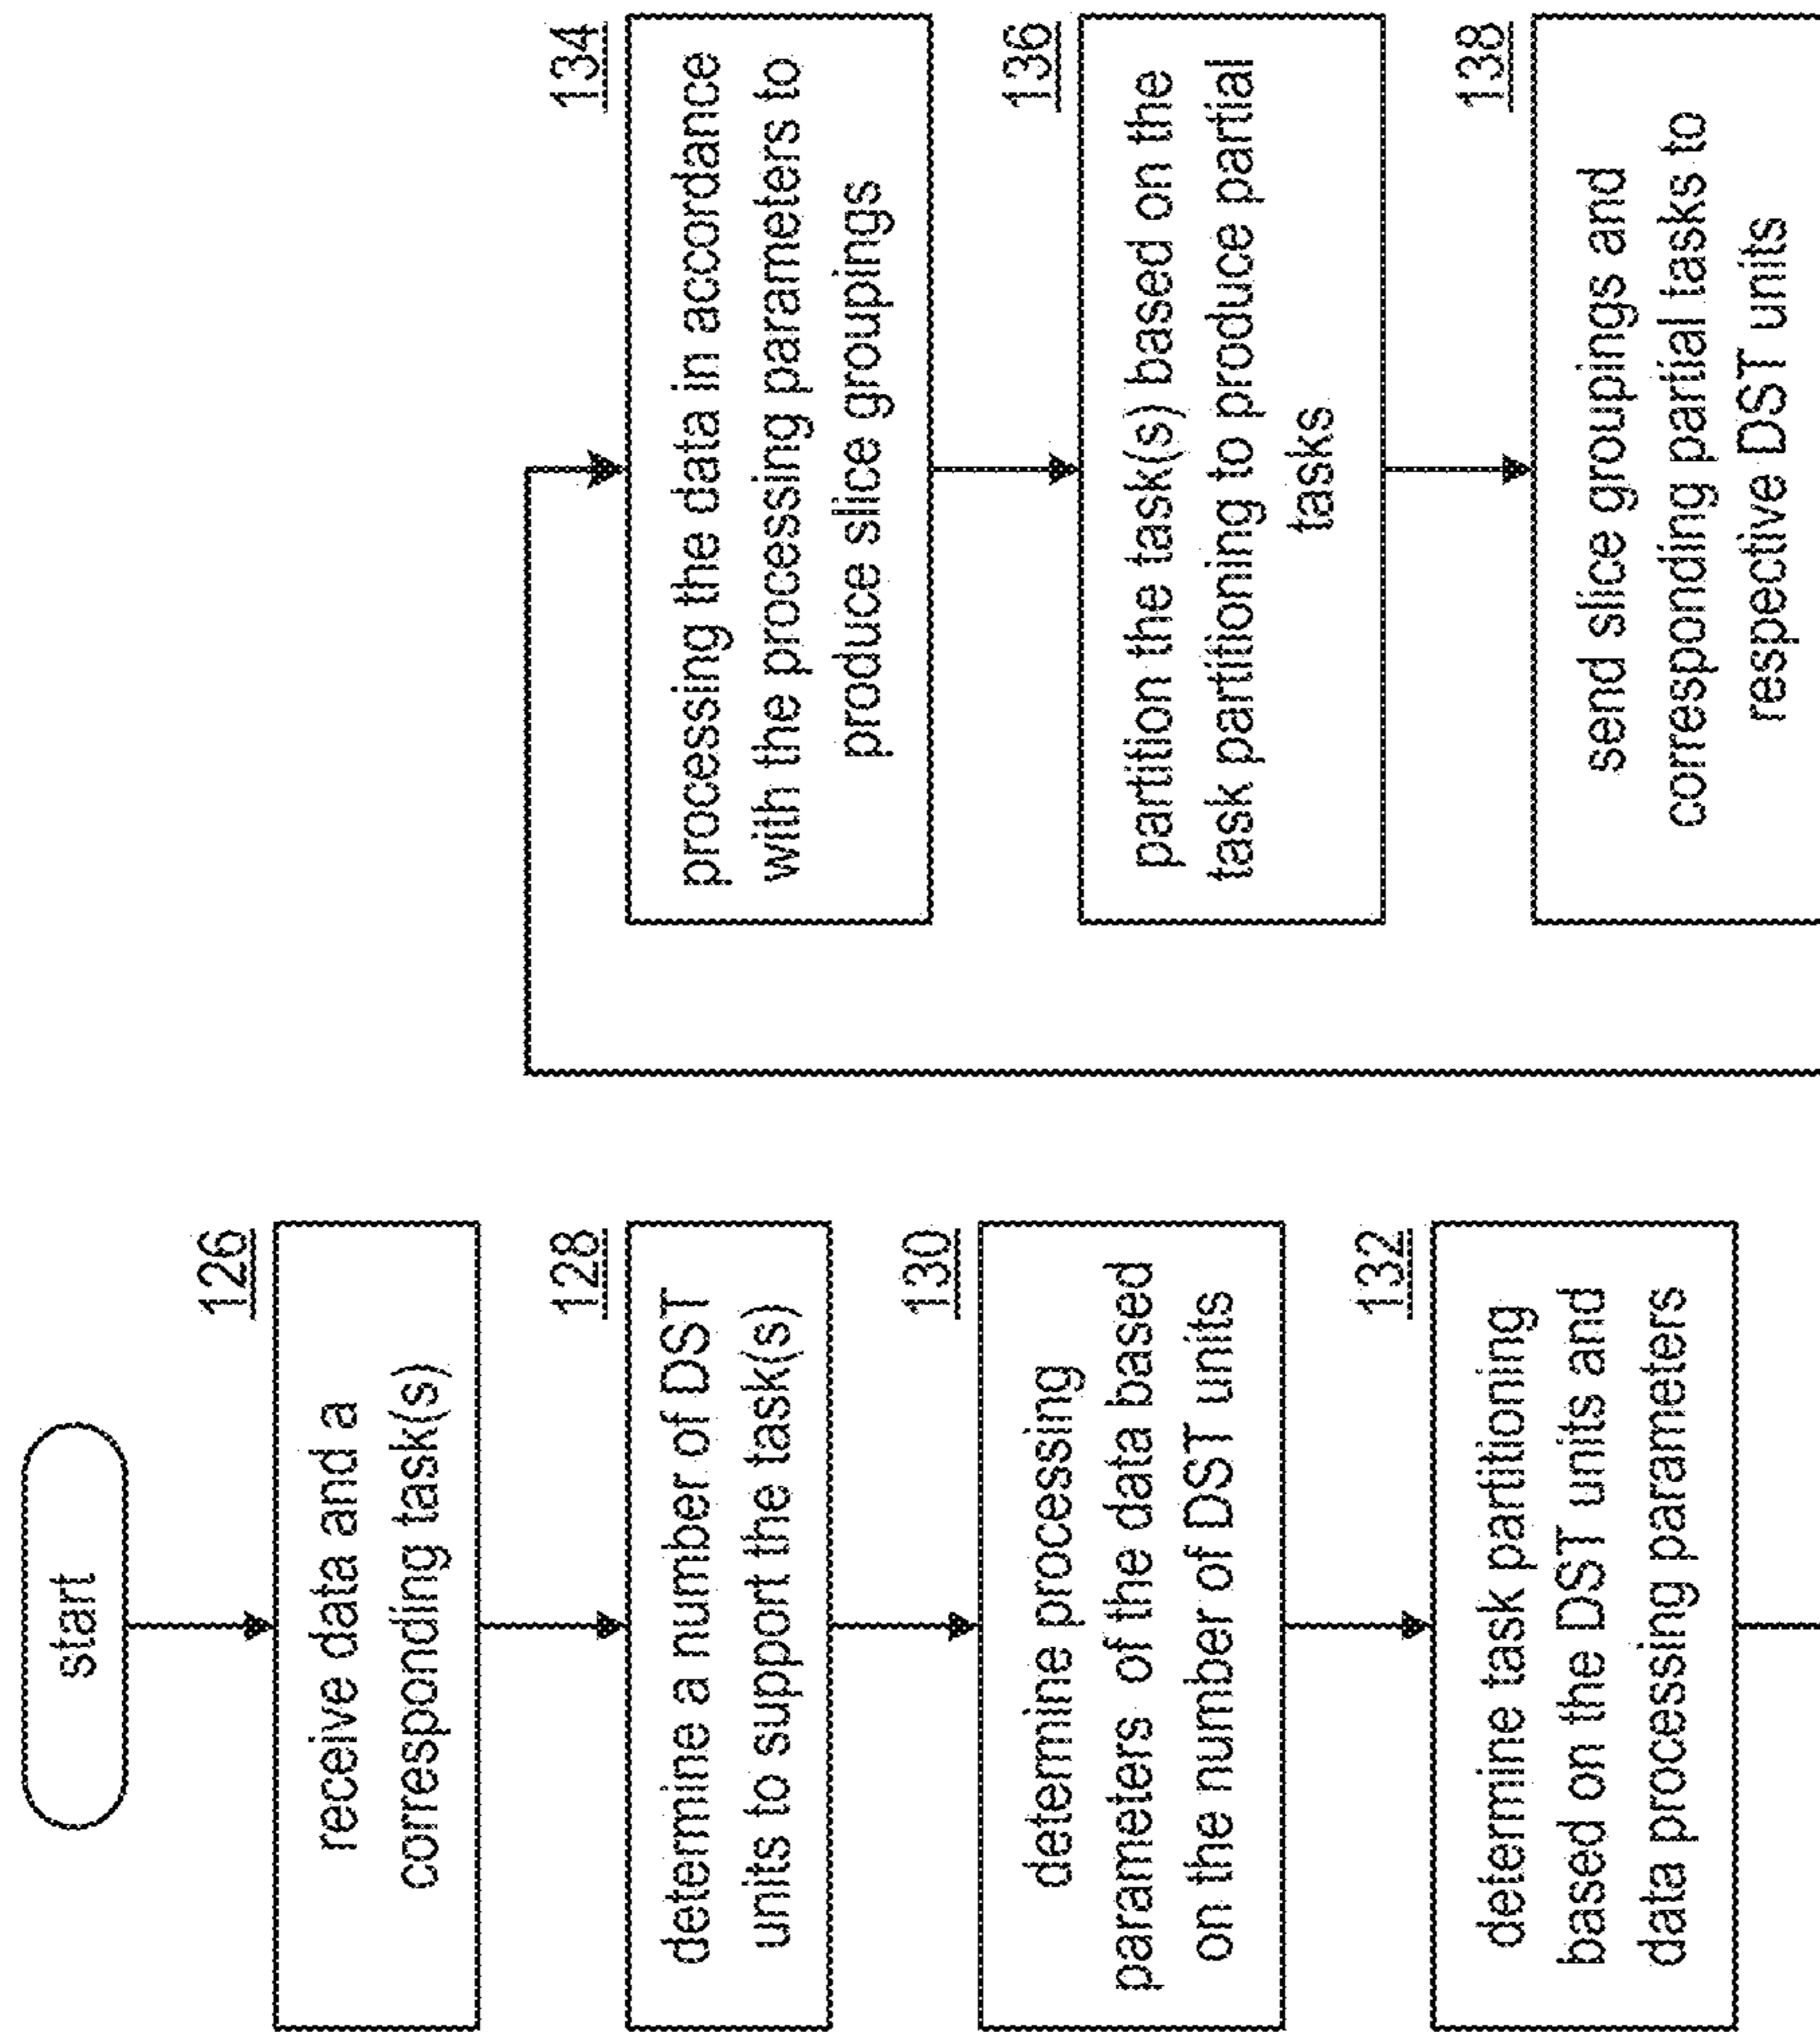 start
126
receive data and a
corresponding task(s)
128
determine a number of DST
units to support the task(s)
130
determine processing
parameters of the data based
on the number of DST units
132
determine task partitioning
based on the DST units and
data processing parameters
134
processing the data in accordance
with the processing parameters to
produce slice groupings
136
partition the task(s) based on the
task partitioning to produce partial
tasks
138
send slice groupings and
corresponding partial tasks to
respective DST units